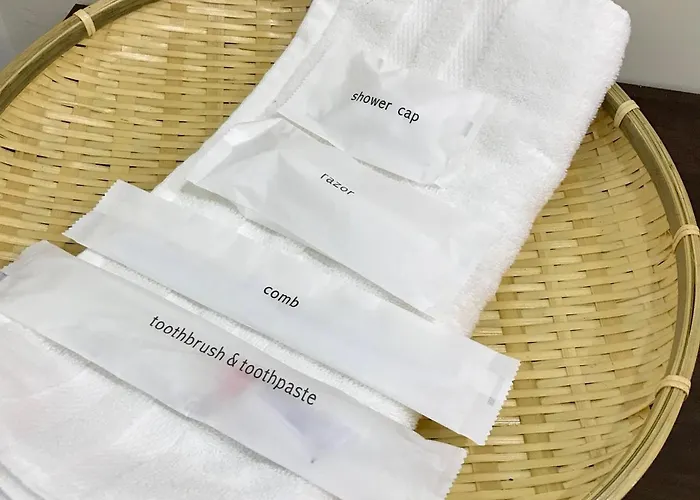 shower cap
razor
comb
toothbrush & toothpaste